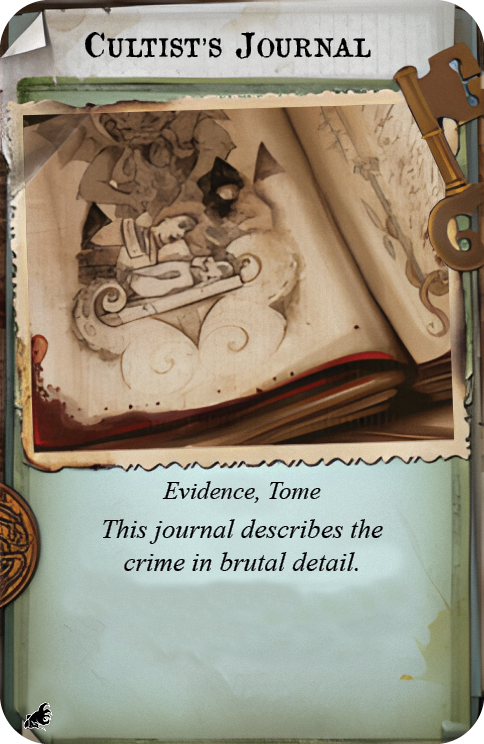 Cultist's Journal
Evidence, Tome
This journal describes the
crime in brutal detail.